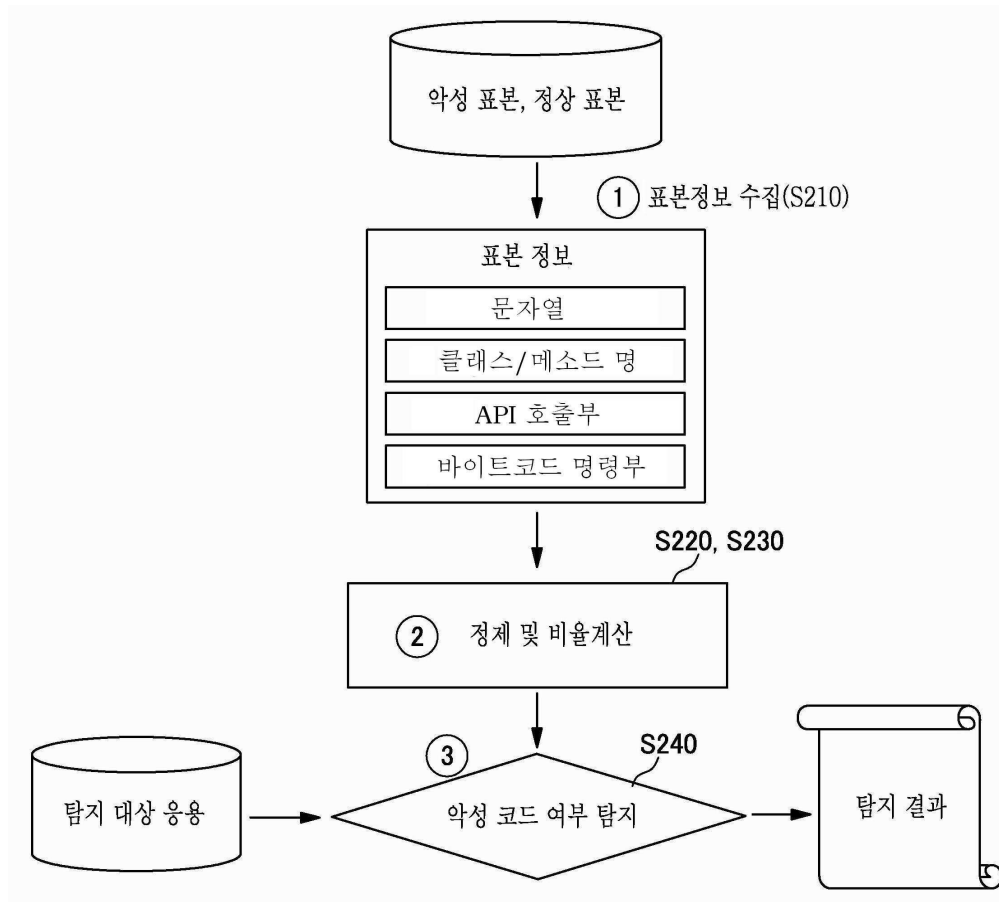 악성 표본, 정상 표본
① 표본정보 수집(S210)
표본 정보
문자열
클래스/메소드 명
API 호출부
바이트코드 명령부
S220, S230
② 정제 및 비율계산
③
S240
탐지 대상 응용
악성 코드 여부 탐지
탐지 결과